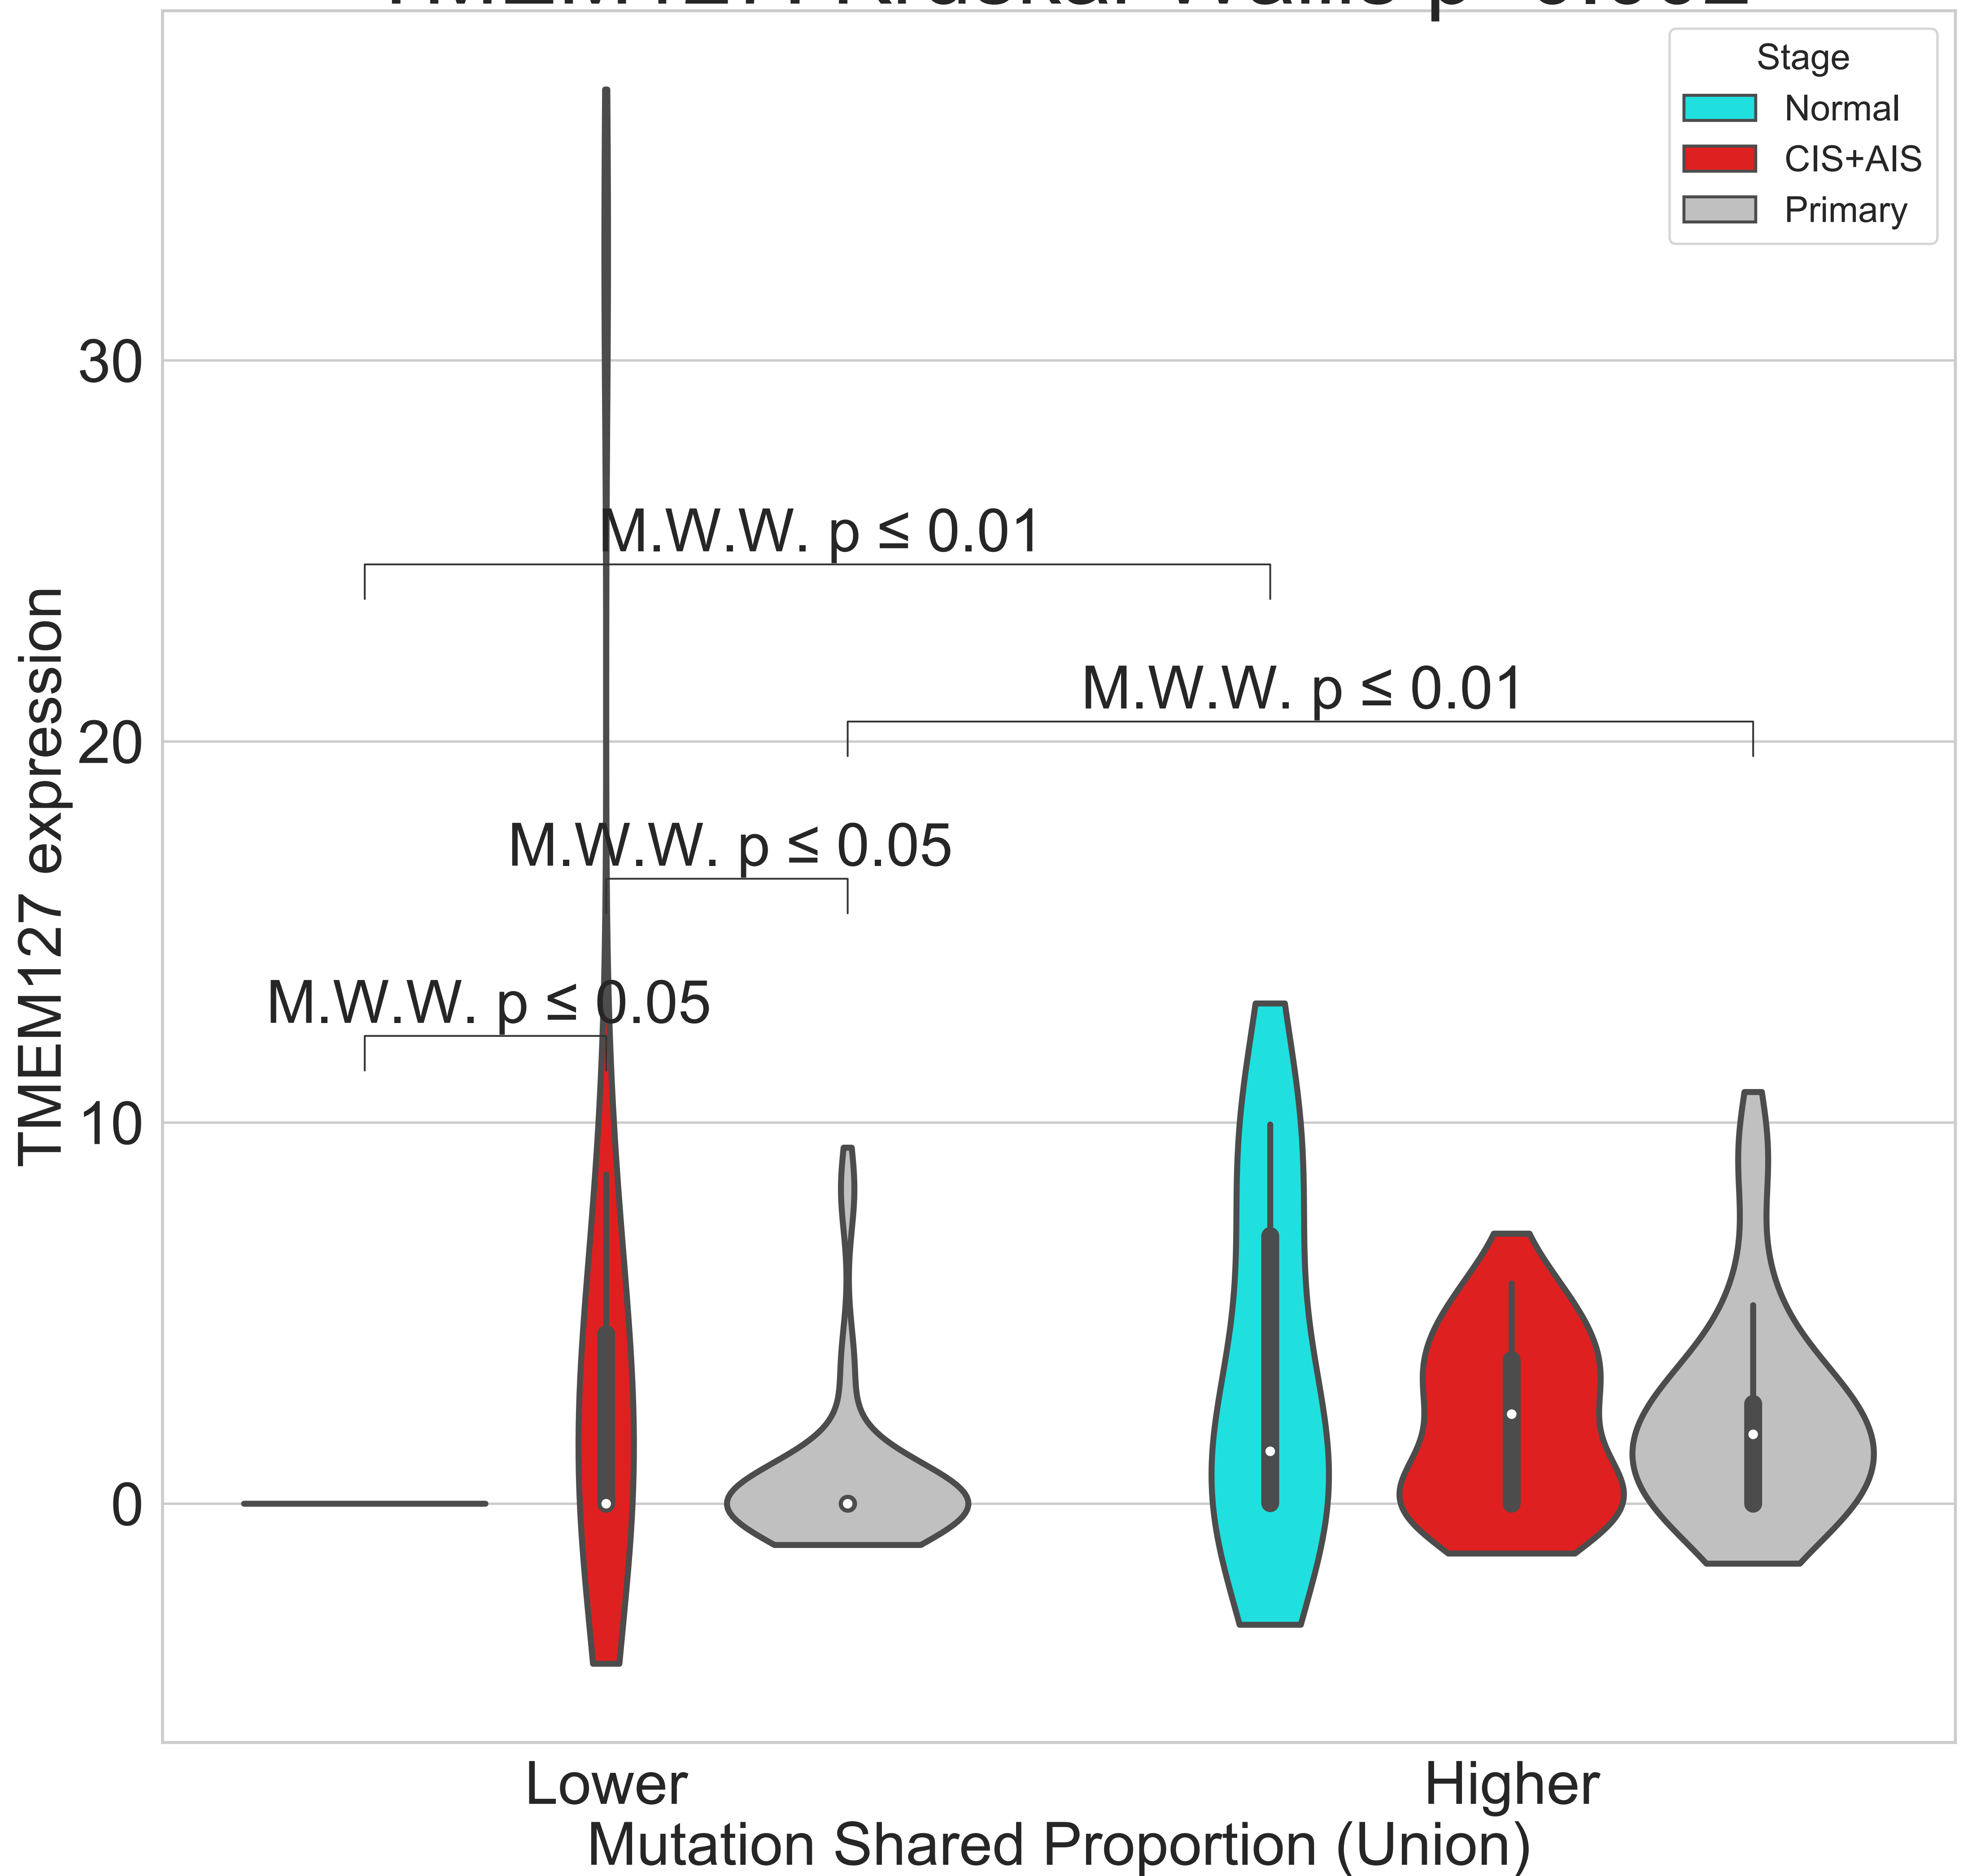 Stage
Normal
CIS+AIS
Primary
30
20
10
0
TMEM127 expression
M.W.W. p ≤ 0.01
M.W.W. p ≤ 0.01
M.W.W. p ≤ 0.05
M.W.W. p ≤ 0.05
Lower
Higher
Mutation Shared Proportion (Union)